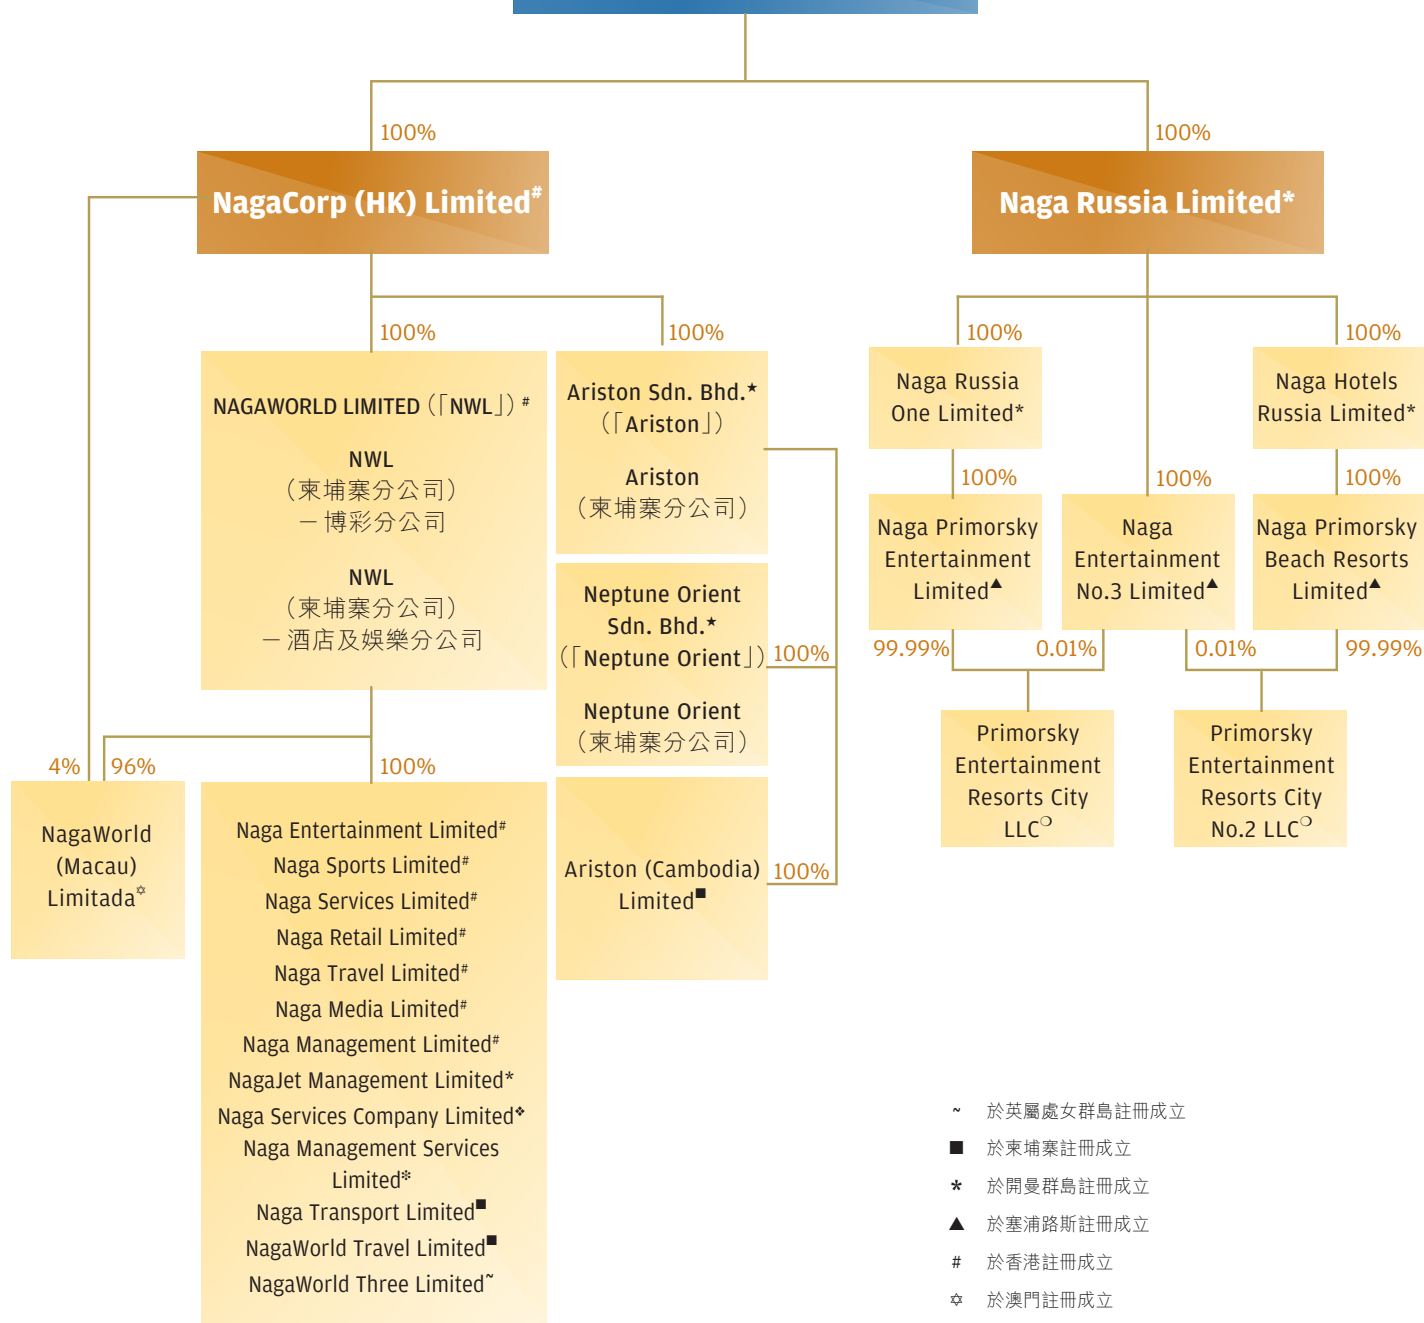 100%
100%
NagaCorp (HK) Limited#
Naga Russia Limited*
100%
100%
100%
100%
NAGAWORLD LIMITED（「NWL」）#
NWL
（柬埔寨分公司）
－博彩分公司
NWL
（柬埔寨分公司）
－酒店及娛樂分公司
Ariston Sdn. Bhd.★
（「Ariston」）
Ariston
（柬埔寨分公司）
Naga Russia
One Limited*
Naga Hotels
Russia Limited*
100%
100%
100%
Naga Primorsky
Entertainment
Limited▲
Naga
Entertainment
No.3 Limited▲
Naga Primorsky
Beach Resorts
Limited▲
Neptune Orient
Sdn. Bhd.★
（「Neptune Orient」）
100%
Neptune Orient
（柬埔寨分公司）
99.99%
0.01%
0.01%
99.99%
Primorsky
Entertainment
Resorts City
LLC❍
Primorsky
Entertainment
Resorts City
No.2 LLC❍
4%
96%
100%
NagaWorld
(Macau)
Limitada✡
Naga Entertainment Limited#
Naga Sports Limited#
Naga Services Limited#
Naga Retail Limited#
Naga Travel Limited#
Naga Media Limited#
Naga Management Limited#
NagaJet Management Limited*
Naga Services Company Limited❖
Naga Management Services
Limited❇
Naga Transport Limited■
NagaWorld Travel Limited■
NagaWorld Three Limited~
Ariston (Cambodia)
Limited■
100%
~ 於英屬處女群島註冊成立
■ 於柬埔寨註冊成立
* 於開曼群島註冊成立
▲ 於塞浦路斯註冊成立
# 於香港註冊成立
✡ 於澳門註冊成立